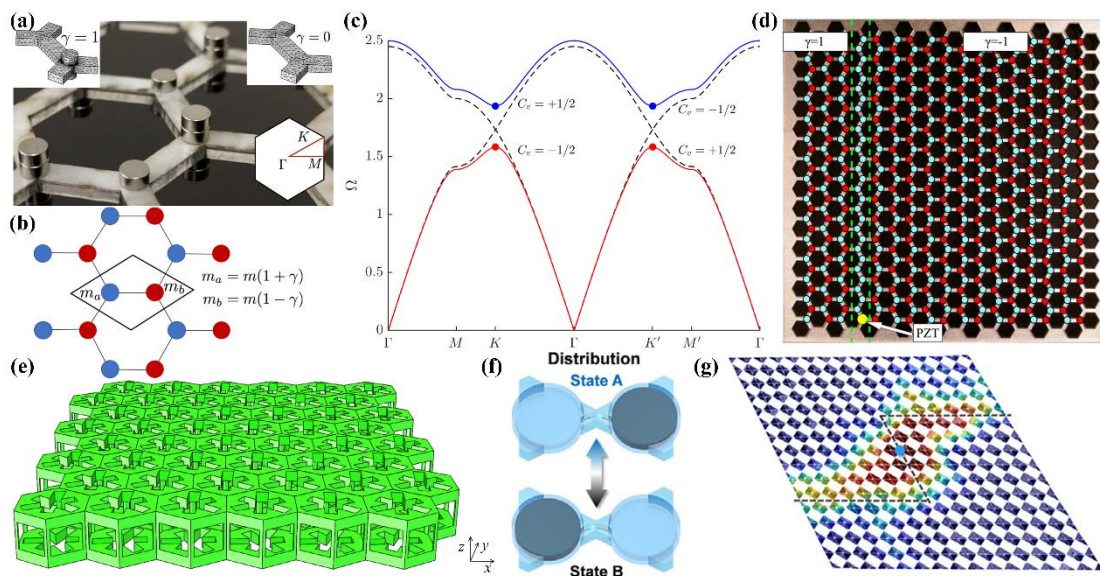 (a)
γ = 1
γ = 0
K
Γ
M
(b)
m_a
m_b
m_a = m(1 + γ)
m_b = m(1 − γ)
(c)
2.5
2
1.5
Ω
1
0.5
0
C_v = +1/2
C_v = −1/2
C_v = −1/2
C_v = +1/2
Γ M K Γ K′ M′ Γ
(d)
γ=1
γ=-1
PZT
(e)
z
y
x
(f)
Distribution
State A
State B
(g)